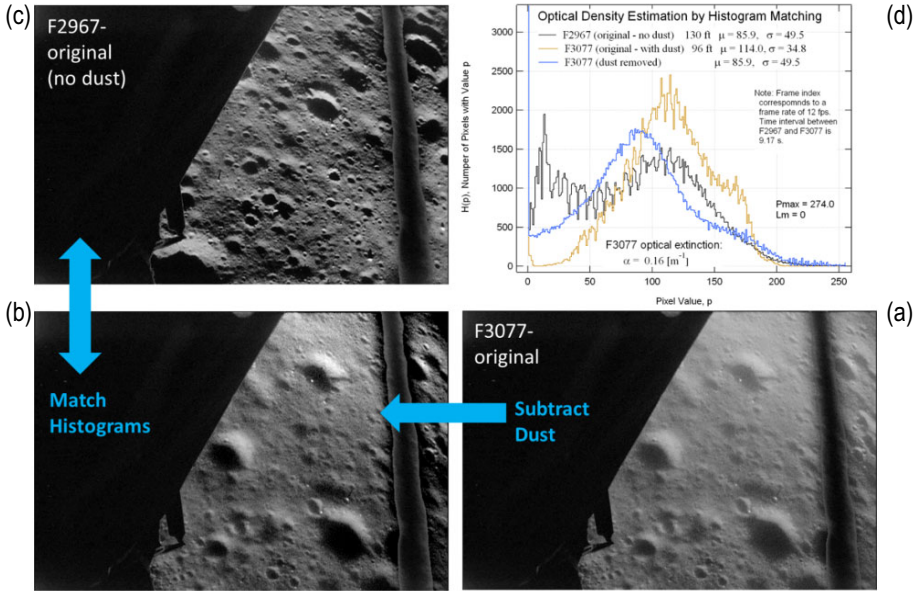 (c)
F2967-
original
(no dust)
(d)
Optical Density Estimation by Histogram Matching
F2967 (original - no dust) 130 ft μ = 85.9, σ = 49.5
F3077 (original - with dust) 96 ft μ = 114.0, σ = 34.8
F3077 (dust removed) μ = 85.9, σ = 49.5
Note: Frame index
correspomnds to a
frame rate of 12 fps.
Time interval between
F2967 and F3077 is
9.17 s.
H(p), Numper of Pixels with Value p
3000
2500
2000
1500
1000
500
0
Pmax = 274.0
Lm = 0
F3077 optical extinction:
α = 0.16 [m⁻¹]
0 50 100 150 200 250
Pixel Value, p
(b)
Match
Histograms
(a)
F3077-
original
Subtract
Dust